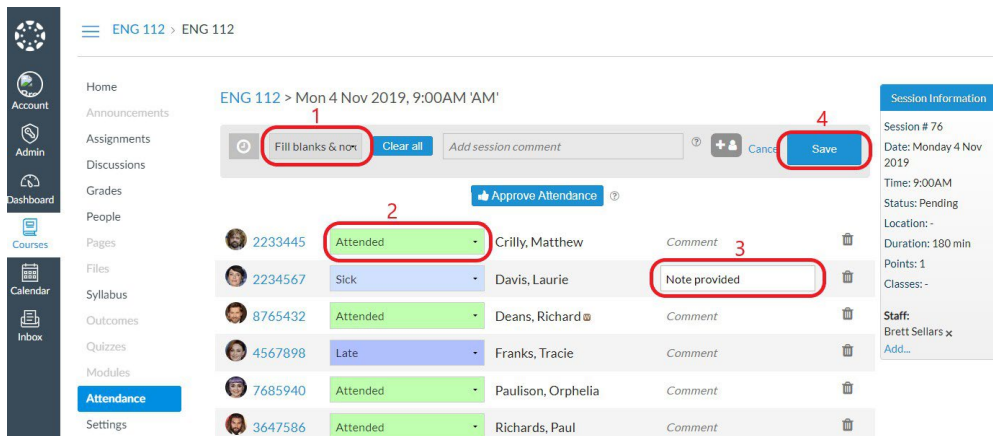 ENG 112 > ENG 112
Account
Admin
Dashboard
Courses
Calendar
Inbox
Home
Announcements
Assignments
Discussions
Grades
People
Pages
Files
Syllabus
Outcomes
Quizzes
Modules
Attendance
Settings
ENG 112 > Mon 4 Nov 2019, 9:00AM 'AM'
1
4
Fill blanks & Clear all Add session comment ? Save
Approve Attendance ?
2
2233445 Attended Crilly, Matthew Comment
3
2234567 Sick Davis, Laurie Note provided
8765432 Attended Deans, Richard Comment
4567898 Late Franks, Tracie Comment
7685940 Attended Paulison, Orphelia Comment
3647586 Attended Richards, Paul Comment
Session Information
Session # 76
Date: Monday 4 Nov
2019
Time: 9:00AM
Status: Pending
Location: -
Duration: 180 min
Points: 1
Classes: -
Staff:
Brett Sellars x
Add...